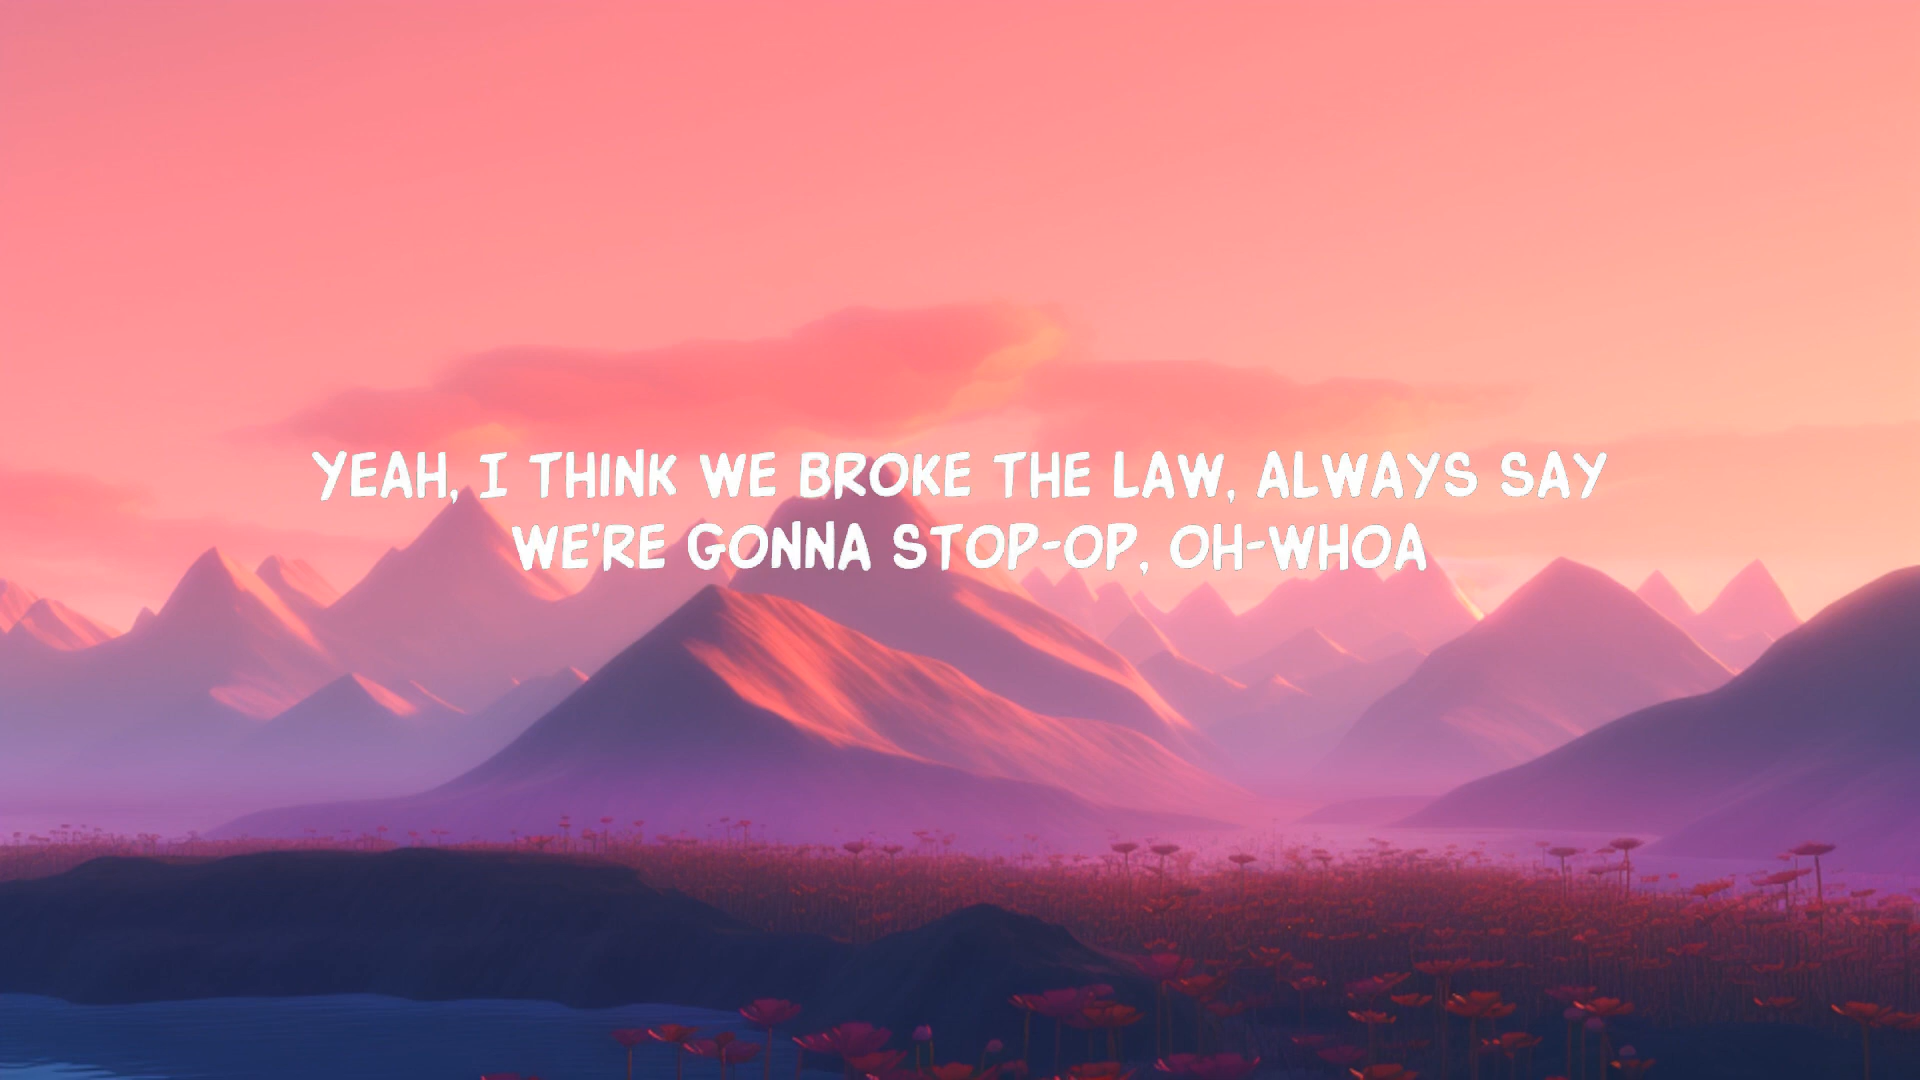 YEAH, I THINK WE BROKE THE LAW, ALWAYS SAY
WE'RE GONNA STOP-OP, OH-WHOA